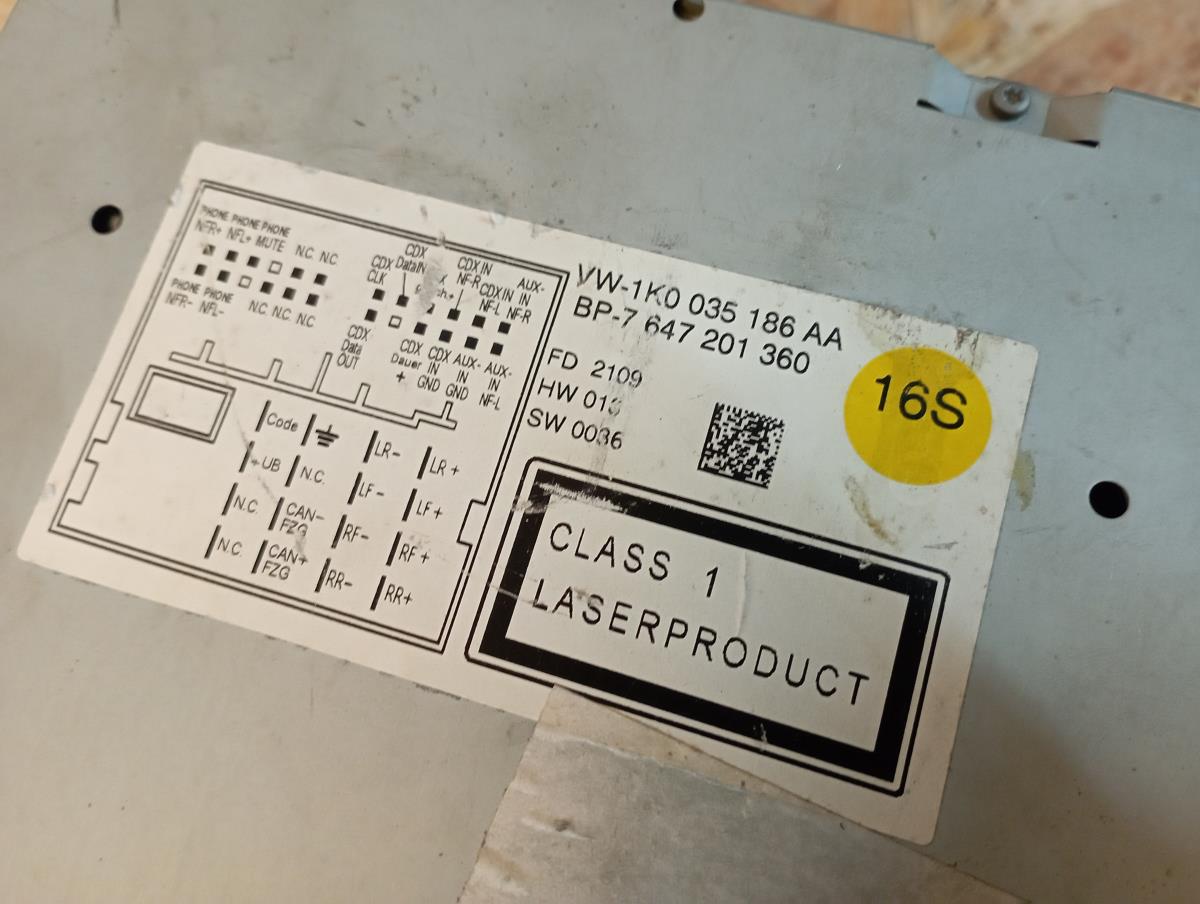 PHONE PHONE PHONE
NFR+ NFL+ MUTE N.C. N.C.
PHONE PHONE
NFR- NFL- N.C. N.C. N.C
CDX
CLK
CDX
DataIN
CDX IN
NF-R
CDX IN
NF-L
AUX-
IN
NF-R
CDX
Data
OUT
CDX
Dauer
+
CDX
IN
GND
AUX-
IN
GND
AUX-
IN
NF-L
Code LR- LR+
+UB N.C. LF- LF+
N.C. CAN-
FZG RF- RF+
N.C. CAN+
FZG RR- RR+
VW-1K0 035 186 AA
BP-7 647 201 360
FD 2109
HW
SW 0036
16S
CLASS 1
LASERPRODUCT